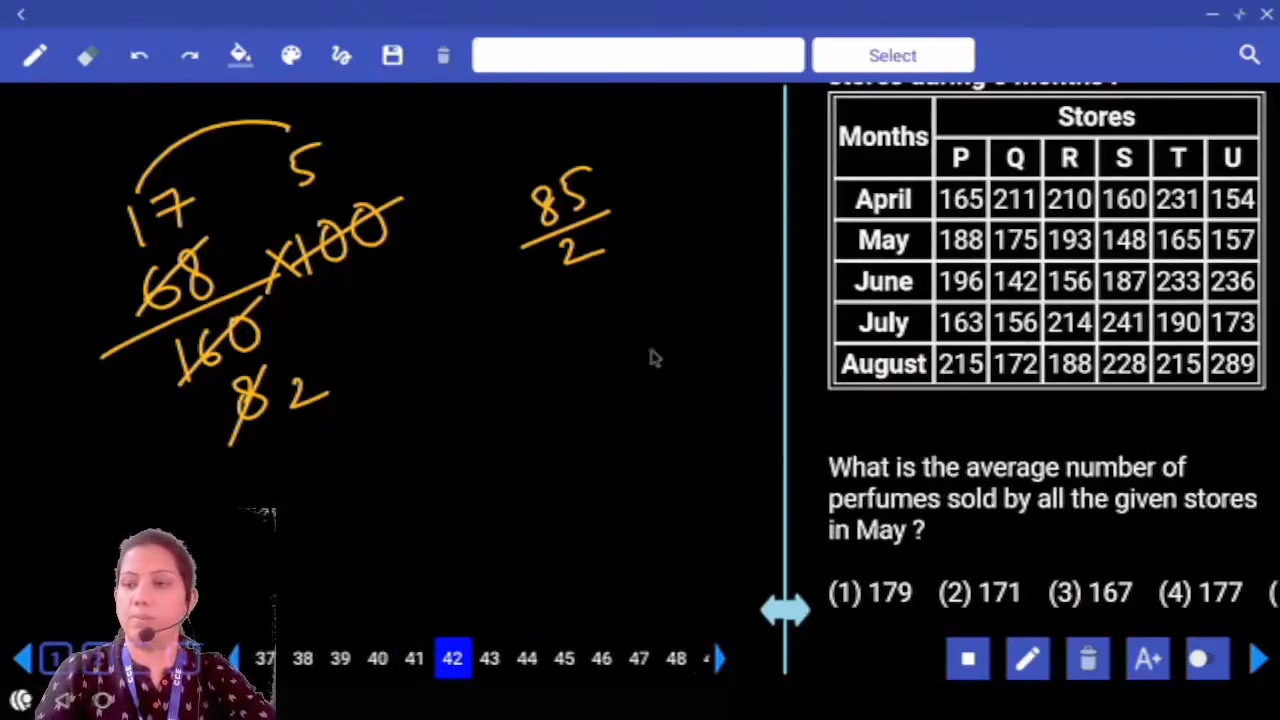 Select
17 5
68 ×100
160
8 2
85
2
Months Stores
P Q R S T U
April 165 211 210 160 231 154
May 188 175 193 148 165 157
June 196 142 156 187 233 236
July 163 156 214 241 190 173
August 215 172 188 228 215 289
What is the average number of
perfumes sold by all the given stores
in May ?
(1) 179 (2) 171 (3) 167 (4) 177 (
1 37 38 39 40 41 42 43 44 45 46 47 48
A+